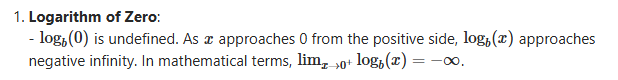 1. Logarithm of Zero:
- log_b(0) is undefined. As x approaches 0 from the positive side, log_b(x) approaches
negative infinity. In mathematical terms, lim_{x→0⁺} log_b(x) = −∞.